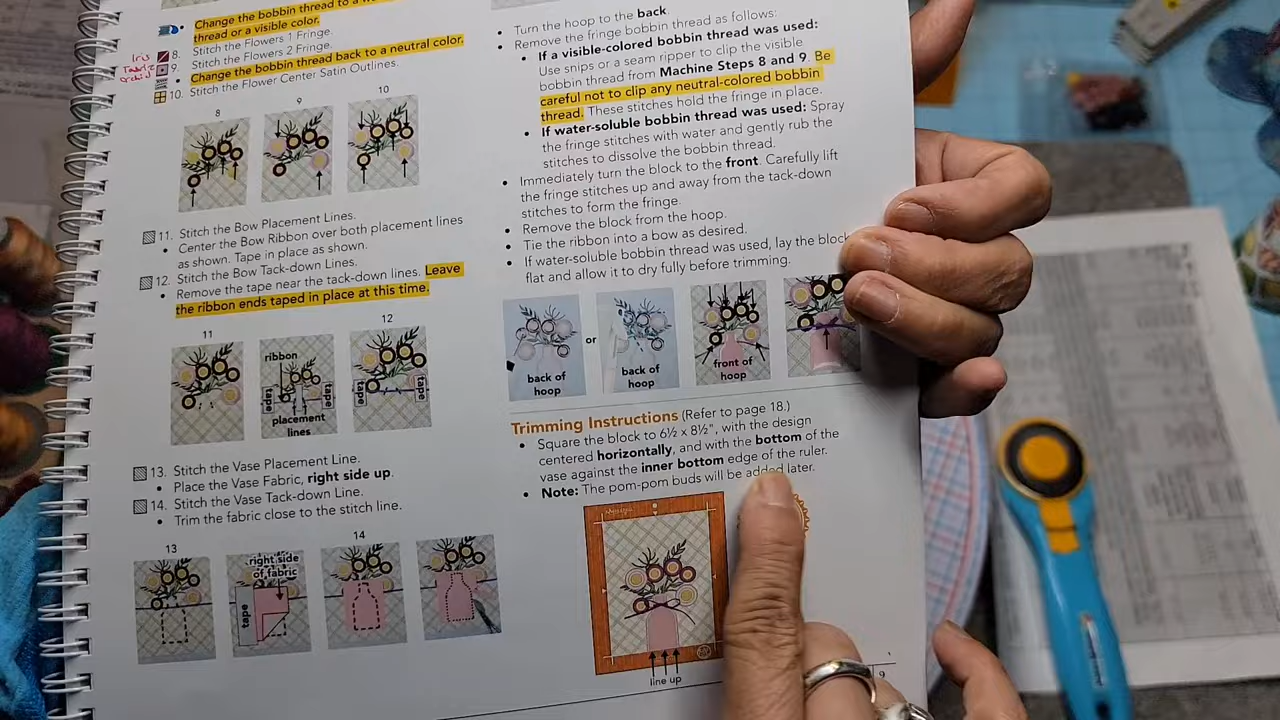 Change the bobbin thread to a
thread or a visible color.
8. Stitch the Flowers 1 Fringe.
9. Stitch the Flowers 2 Fringe.
Iris
• Change the bobbin thread back to a neutral color.
10. Stitch the Flower Center Satin Outlines.
8
9
10
11. Stitch the Bow Placement Lines.
• Center the Bow Ribbon over both placement lines
as shown. Tape in place as shown.
12. Stitch the Bow Tack-down Lines.
• Remove the tape near the tack-down lines. Leave
the ribbon ends taped in place at this time.
11
12
ribbon
tape
tape
placement
lines
tape
tape
13. Stitch the Vase Placement Line.
• Place the Vase Fabric, right side up.
14. Stitch the Vase Tack-down Line.
• Trim the fabric close to the stitch line.
13
14
right side
of fabric
tape
• Turn the hoop to the back.
• Remove the fringe bobbin thread as follows:
• If a visible-colored bobbin thread was used:
Use snips or a seam ripper to clip the visible
bobbin thread from Machine Steps 8 and 9. Be
careful not to clip any neutral-colored bobbin
thread. These stitches hold the fringe in place.
• If water-soluble bobbin thread was used: Spray
the fringe stitches with water and gently rub the
stitches to dissolve the bobbin thread.
• Immediately turn the block to the front. Carefully lift
the fringe stitches up and away from the tack-down
stitches to form the fringe.
• Remove the block from the hoop.
• Tie the ribbon into a bow as desired.
• If water-soluble bobbin thread was used, lay the block
flat and allow it to dry fully before trimming.
back of
hoop
or
back of
hoop
front of
hoop
Trimming Instructions (Refer to page 18.)
• Square the block to 6½ x 8½", with the design
centered horizontally, and with the bottom of the
vase against the inner bottom edge of the ruler.
• Note: The pom-pom buds will be added later.
line up
9